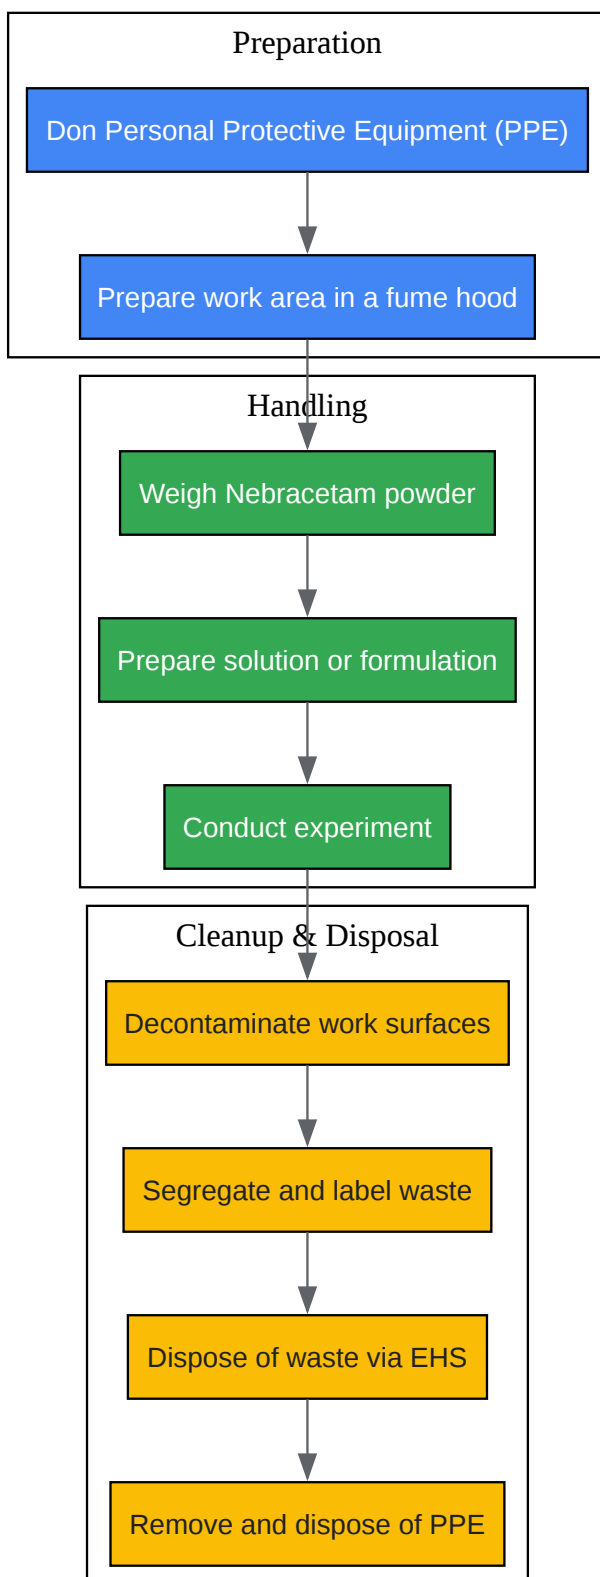 Preparation
Don Personal Protective Equipment (PPE)
Prepare work area in a fume hood
Handling
Weigh Nebracetam powder
Prepare solution or formulation
Conduct experiment
Cleanup & Disposal
Decontaminate work surfaces
Segregate and label waste
Dispose of waste via EHS
Remove and dispose of PPE